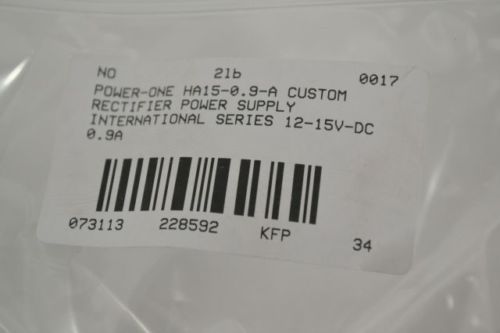 NO 2lb 0017
POWER-ONE HA15-0.9-A CUSTOM
RECTIFIER POWER SUPPLY
INTERNATIONAL SERIES 12-15V-DC
0.9A
073113 228592 KFP 34